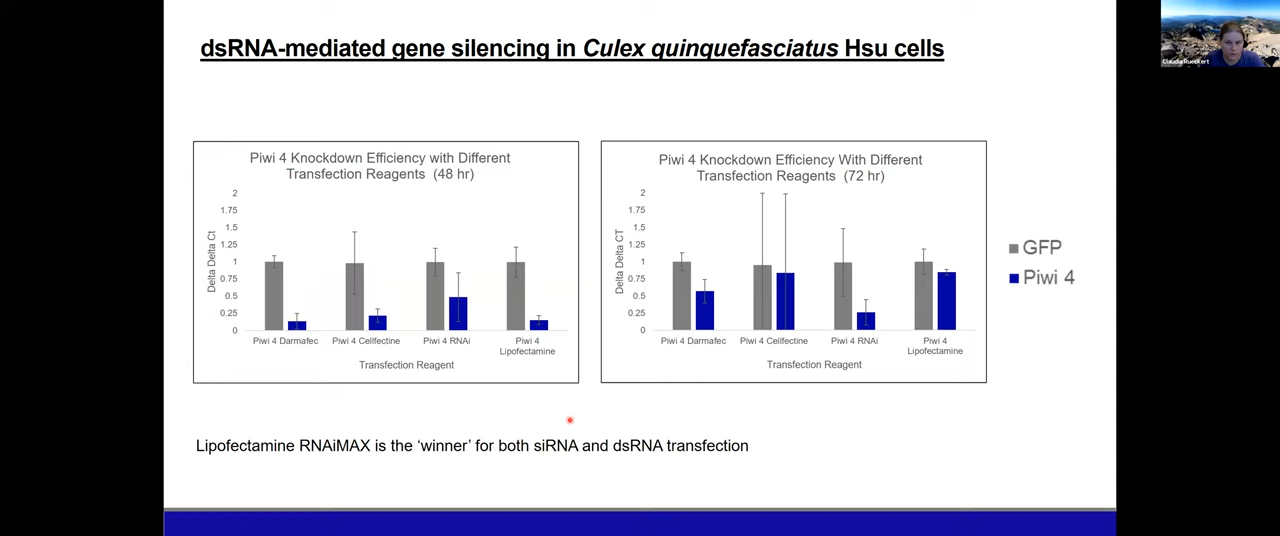 dsRNA-mediated gene silencing in Culex quinquefasciatus Hsu cells
Claudia Rueckert
Piwi 4 Knockdown Efficiency with Different
Transfection Reagents (48 hr)
2
1.75
1.5
1.25
1
0.75
0.5
0.25
0
Delta Delta Ct
Piwi 4 Darmafec
Piwi 4 Cellfectine
Piwi 4 RNAi
Piwi 4
Lipofectamine
Transfection Reagent
Piwi 4 Knockdown Efficiency With Different
Transfection Reagents (72 hr)
2
1.75
1.5
1.25
1
0.75
0.5
0.25
0
Delta Delta CT
Piwi 4 Darmafec
Piwi 4 Cellfectine
Piwi 4 RNAi
Piwi 4
Lipofectamine
Transfection Reagent
GFP
Piwi 4
Lipofectamine RNAiMAX is the ‘winner’ for both siRNA and dsRNA transfection